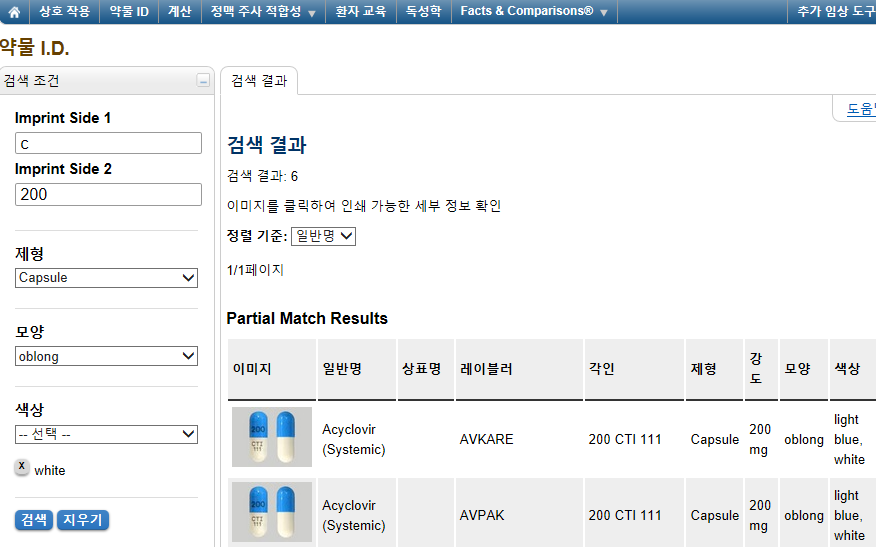 상호 작용 약물 ID 계산 정맥 주사 적합성 환자 교육 독성학 Facts & Comparisons® 추가 임상 도구
약물 I.D.
검색 조건
Imprint Side 1
c
Imprint Side 2
200
제형
Capsule
모양
oblong
색상
-- 선택 --
x white
검색 지우기
검색 결과
검색 결과
검색 결과: 6
이미지를 클릭하여 인쇄 가능한 세부 정보 확인
정렬 기준: 일반명
1/1페이지
Partial Match Results
이미지 일반명 상표명 레이블러 각인 제형 강도 모양 색상
200
CTI
111
Acyclovir
(Systemic)
AVKARE
200 CTI 111
Capsule
200
mg
oblong
light
blue,
white
200
CTI
111
Acyclovir
(Systemic)
AVPAK
200 CTI 111
Capsule
200
mg
oblong
light
blue,
white